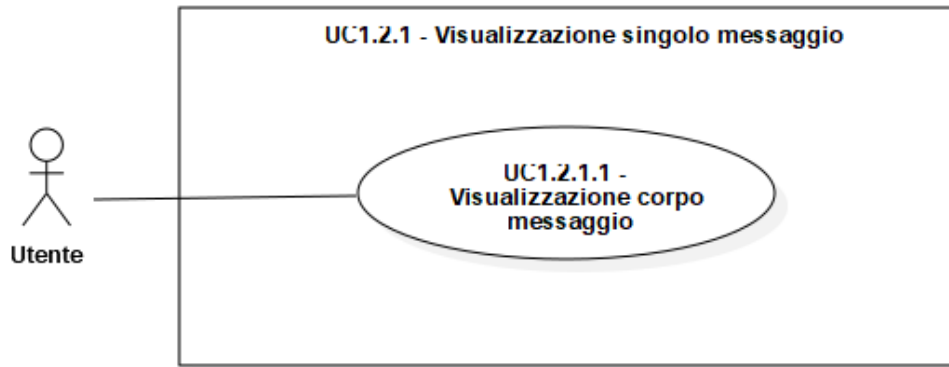 UC1.2.1 - Visualizzazione singolo messaggio
UC1.2.1.1 -
Visualizzazione corpo
messaggio
Utente